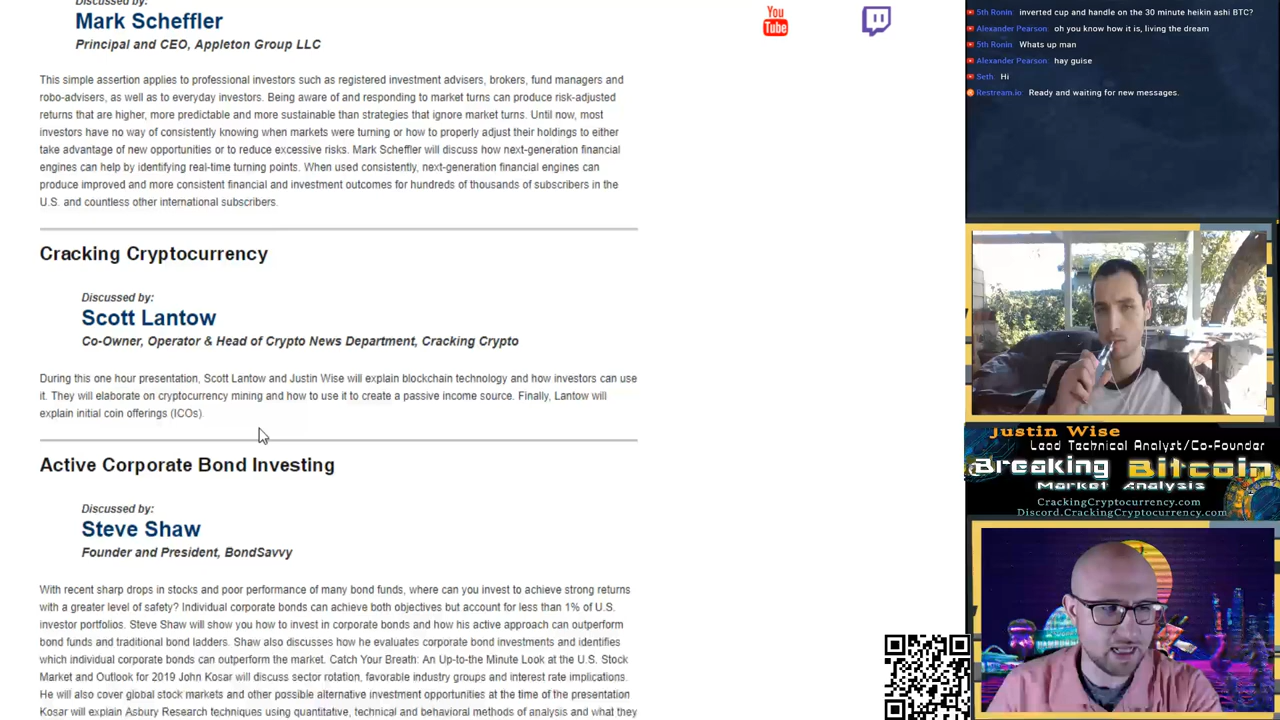 Discussed by:
Mark Scheffler
Principal and CEO, Appleton Group LLC
This simple assertion applies to professional investors such as registered investment advisers, brokers, fund managers and
robo-advisers, as well as to everyday investors. Being aware of and responding to market turns can produce risk-adjusted
returns that are higher, more predictable and more sustainable than strategies that ignore market turns. Until now, most
investors have no way of consistently knowing when markets were turning or how to properly adjust their holdings to either
take advantage of new opportunities or to reduce excessive risks. Mark Scheffler will discuss how next-generation financial
engines can help by identifying real-time turning points. When used consistently, next-generation financial engines can
produce improved and more consistent financial and investment outcomes for hundreds of thousands of subscribers in the
U.S. and countless other international subscribers.
Cracking Cryptocurrency
Discussed by:
Scott Lantow
Co-Owner, Operator & Head of Crypto News Department, Cracking Crypto
During this one hour presentation, Scott Lantow and Justin Wise will explain blockchain technology and how investors can use
it. They will elaborate on cryptocurrency mining and how to use it to create a passive income source. Finally, Lantow will
explain initial coin offerings (ICOs).
Active Corporate Bond Investing
Discussed by:
Steve Shaw
Founder and President, BondSavvy
With recent sharp drops in stocks and poor performance of many bond funds, where can you invest to achieve strong returns
with a greater level of safety? Individual corporate bonds can achieve both objectives but account for less than 1% of U.S.
investor portfolios. Steve Shaw will show you how to invest in corporate bonds and how his active approach can outperform
bond funds and traditional bond ladders. Shaw also discusses how he evaluates corporate bond investments and identifies
which individual corporate bonds can outperform the market. Catch Your Breath: An Up-to-the Minute Look at the U.S. Stock
Market and Outlook for 2019 John Kosar will discuss sector rotation, favorable industry groups and interest rate implications.
He will also cover global stock markets and other possible alternative investment opportunities at the time of the presentation
Kosar will explain Asbury Research techniques using quantitative, technical and behavioral methods of analysis and what they
You
Tube
5th Ronin: inverted cup and handle on the 30 minute heikin ashi BTC?
Alexander Pearson: oh you know how it is, living the dream
5th Ronin: Whats up man
Alexander Pearson: hay guise
Seth: Hi
Restream.io: Ready and waiting for new messages.
Justin Wise
Lead Technical Analyst/Co-Founder
Breaking Bitcoin
Market Analysis
CrackingCryptocurrency.com
Discord.CrackingCryptocurrency.com